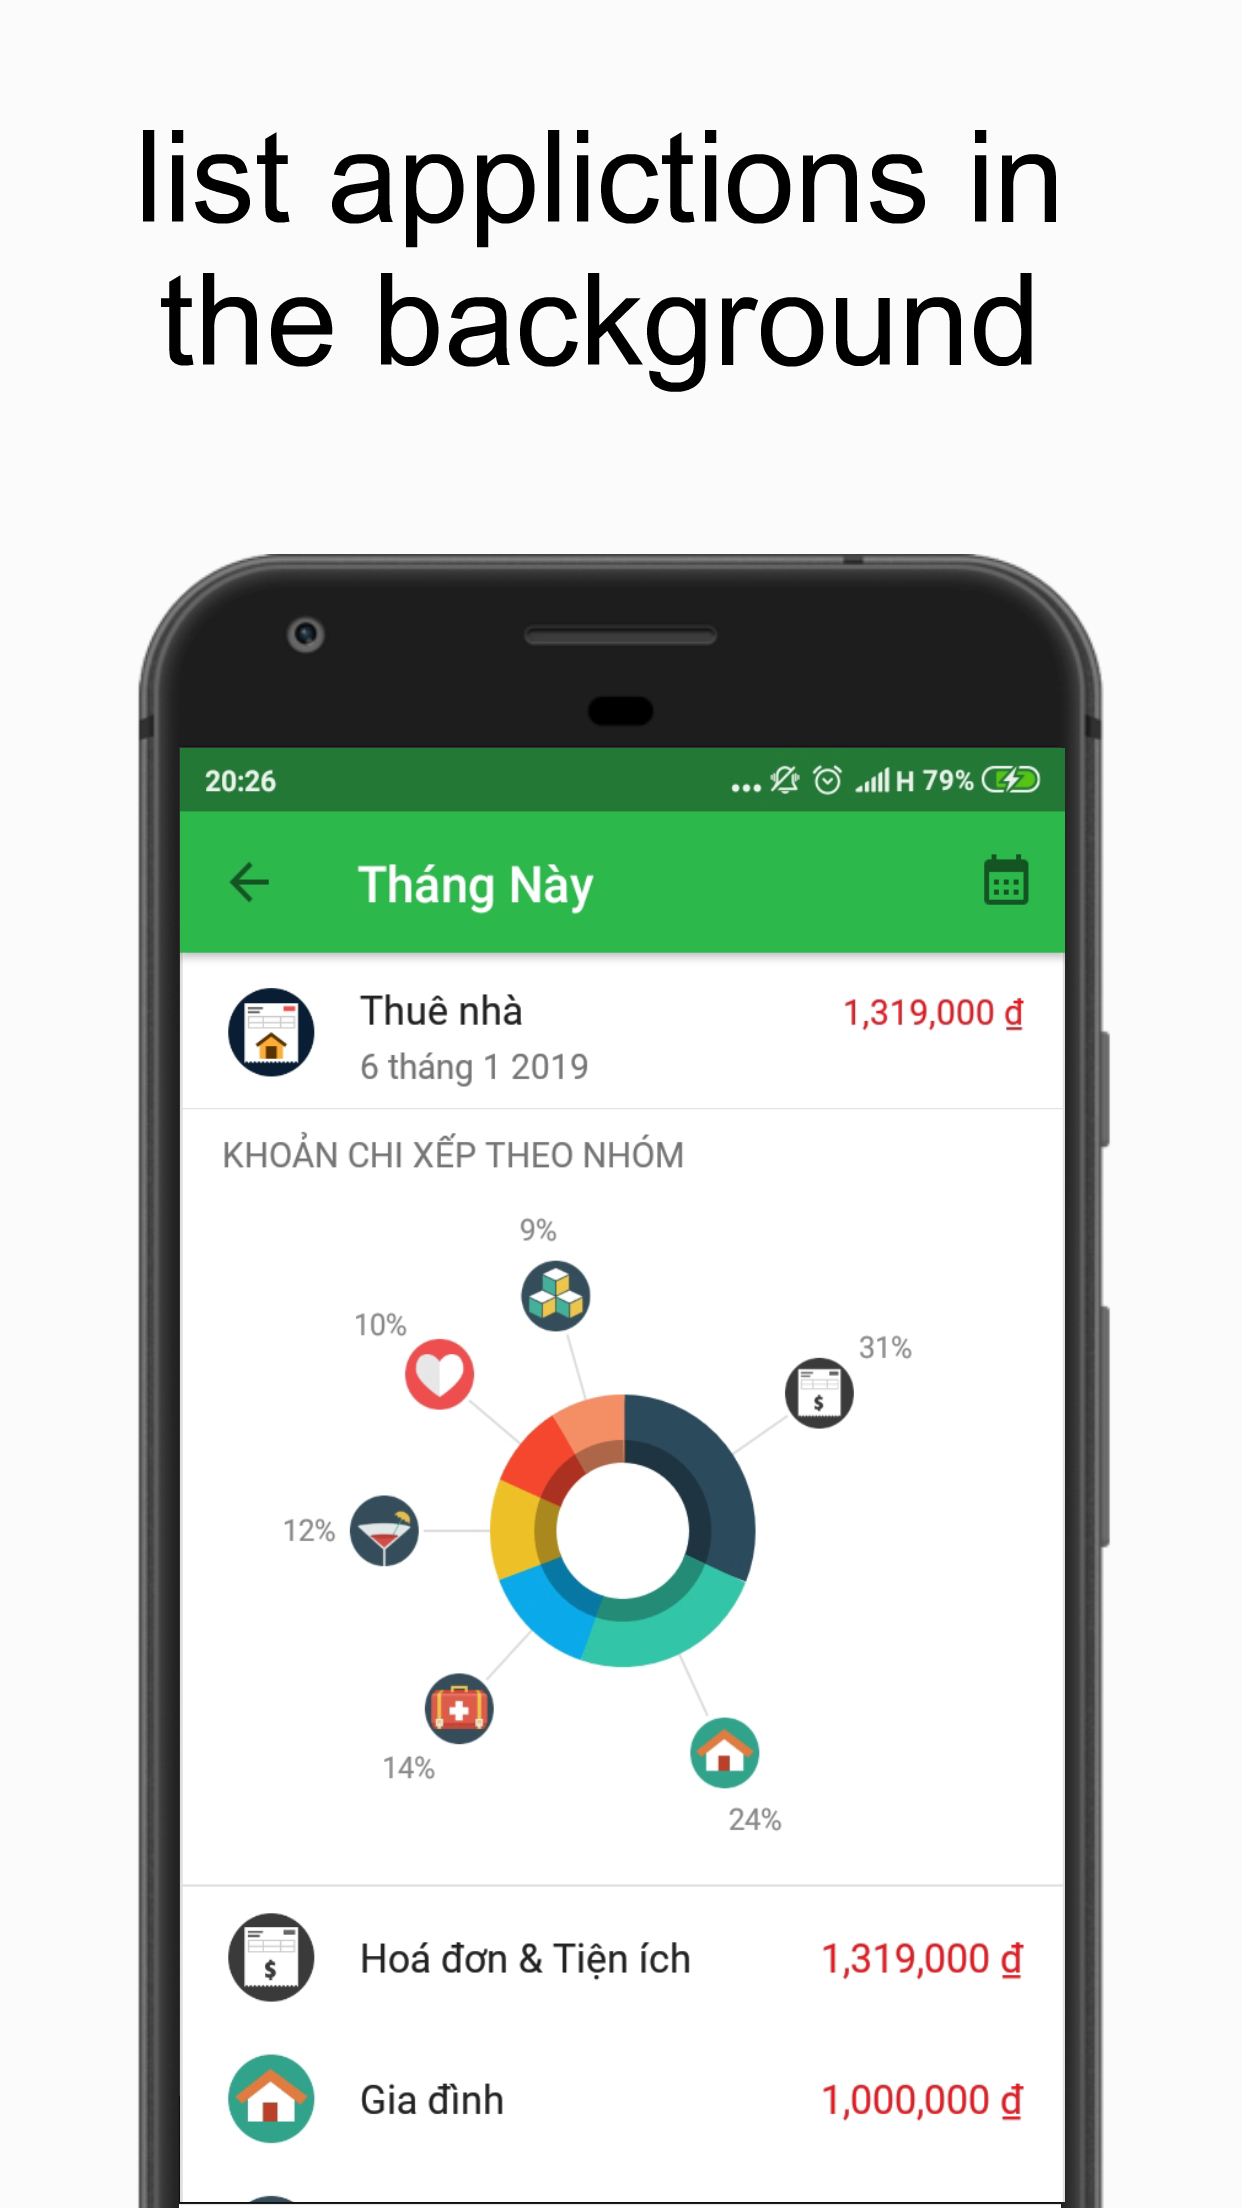 list applictions in
the background
20:26
... H 79%
Tháng Này
Thuê nhà
1,319,000 ₫
6 tháng 1 2019
KHOẢN CHI XẾP THEO NHÓM
9%
10%
31%
$
12%
14%
24%
$
Hoá đơn & Tiện ích
1,319,000 ₫
Gia đình
1,000,000 ₫